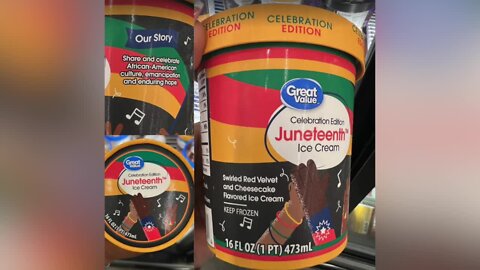 Our Story
Share and celebrate
African-American
culture, emancipation
and enduring hope
Great
Value
Celebration Edition
Juneteenth™
Ice Cream
CELEBRATION
EDITION
CELEBRATION
EDITION
Great
Value
Celebration Edition
Juneteenth™
Ice Cream
Swirled Red Velvet
and Cheesecake
Flavored Ice Cream
KEEP FROZEN
16 FL OZ (1 PT) 473mL